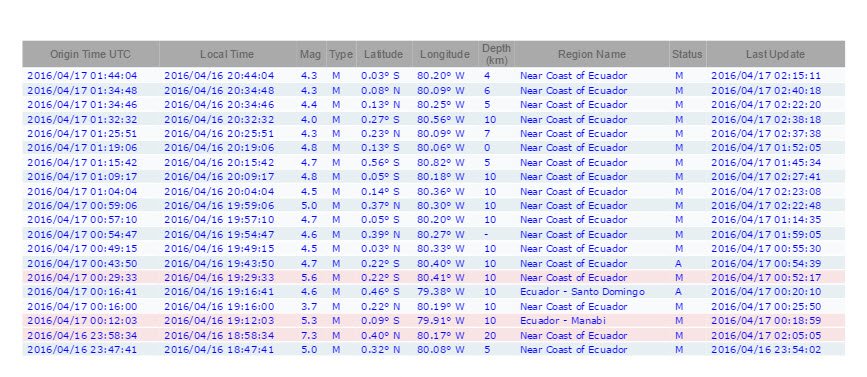 Origin Time UTC Local Time Mag Type Latitude Longitude Depth (km) Region Name Status Last Update
2016/04/17 01:44:04 2016/04/16 20:44:04 4.3 M 0.03° S 80.20° W 4 Near Coast of Ecuador M 2016/04/17 02:15:11
2016/04/17 01:34:48 2016/04/16 20:34:48 4.3 M 0.08° N 80.09° W 6 Near Coast of Ecuador M 2016/04/17 02:40:18
2016/04/17 01:34:46 2016/04/16 20:34:46 4.4 M 0.13° N 80.25° W 5 Near Coast of Ecuador M 2016/04/17 02:22:20
2016/04/17 01:32:32 2016/04/16 20:32:32 4.0 M 0.27° S 80.56° W 10 Near Coast of Ecuador M 2016/04/17 02:38:18
2016/04/17 01:25:51 2016/04/16 20:25:51 4.3 M 0.23° N 80.09° W 7 Near Coast of Ecuador M 2016/04/17 02:37:38
2016/04/17 01:19:06 2016/04/16 20:19:06 4.8 M 0.13° S 80.06° W 0 Near Coast of Ecuador M 2016/04/17 01:52:05
2016/04/17 01:15:42 2016/04/16 20:15:42 4.7 M 0.56° S 80.82° W 5 Near Coast of Ecuador M 2016/04/17 01:45:34
2016/04/17 01:09:17 2016/04/16 20:09:17 4.8 M 0.05° S 80.18° W 10 Near Coast of Ecuador M 2016/04/17 02:27:41
2016/04/17 01:04:04 2016/04/16 20:04:04 4.5 M 0.14° S 80.36° W 10 Near Coast of Ecuador M 2016/04/17 02:23:08
2016/04/17 00:59:06 2016/04/16 19:59:06 5.0 M 0.37° N 80.30° W 10 Near Coast of Ecuador M 2016/04/17 02:22:48
2016/04/17 00:57:10 2016/04/16 19:57:10 4.7 M 0.05° S 80.20° W 10 Near Coast of Ecuador M 2016/04/17 01:14:35
2016/04/17 00:54:47 2016/04/16 19:54:47 4.6 M 0.39° N 80.27° W - Near Coast of Ecuador M 2016/04/17 01:59:05
2016/04/17 00:49:15 2016/04/16 19:49:15 4.5 M 0.03° N 80.33° W 10 Near Coast of Ecuador M 2016/04/17 00:55:30
2016/04/17 00:43:50 2016/04/16 19:43:50 4.7 M 0.22° S 80.40° W 10 Near Coast of Ecuador A 2016/04/17 00:54:39
2016/04/17 00:29:33 2016/04/16 19:29:33 5.6 M 0.22° S 80.41° W 10 Near Coast of Ecuador M 2016/04/17 00:52:17
2016/04/17 00:16:41 2016/04/16 19:16:41 4.6 M 0.46° S 79.38° W 10 Ecuador - Santo Domingo A 2016/04/17 00:20:10
2016/04/17 00:16:00 2016/04/16 19:16:00 3.7 M 0.22° N 80.19° W 10 Near Coast of Ecuador M 2016/04/17 00:25:50
2016/04/17 00:12:03 2016/04/16 19:12:03 5.3 M 0.09° S 79.91° W 10 Ecuador - Manabi M 2016/04/17 00:18:59
2016/04/16 23:58:34 2016/04/16 18:58:34 7.3 M 0.40° N 80.17° W 20 Near Coast of Ecuador M 2016/04/17 02:05:05
2016/04/16 23:47:41 2016/04/16 18:47:41 5.0 M 0.32° N 80.08° W 5 Near Coast of Ecuador M 2016/04/16 23:54:02